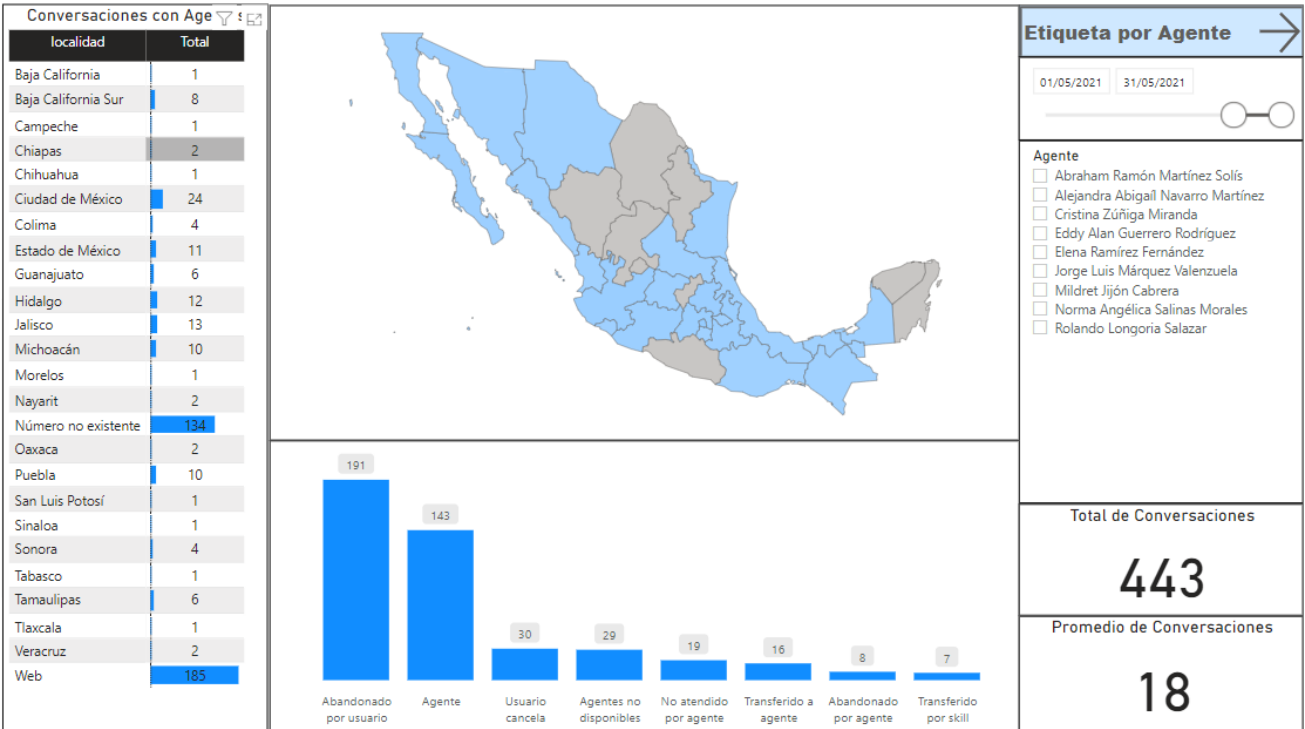 Conversaciones con Age
localidad Total
Baja California 1
Baja California Sur 8
Campeche 1
Chiapas 2
Chihuahua 1
Ciudad de México 24
Colima 4
Estado de México 11
Guanajuato 6
Hidalgo 12
Jalisco 13
Michoacán 10
Morelos 1
Nayarit 2
Número no existente 134
Oaxaca 2
Puebla 10
San Luis Potosí 1
Sinaloa 1
Sonora 4
Tabasco 1
Tamaulipas 6
Tlaxcala 1
Veracruz 2
Web 185
191
143
30
29
19
16
8
7
Abandonado por usuario
Agente
Usuario cancela
Agentes no disponibles
No atendido por agente
Transferido a agente
Abandonado por agente
Transferido por skill
Etiqueta por Agente
01/05/2021 31/05/2021
Agente
Abraham Ramón Martínez Solís
Alejandra Abigaíl Navarro Martínez
Cristina Zúñiga Miranda
Eddy Alan Guerrero Rodríguez
Elena Ramírez Fernández
Jorge Luis Márquez Valenzuela
Mildret Jijón Cabrera
Norma Angélica Salinas Morales
Rolando Longoria Salazar
Total de Conversaciones
443
Promedio de Conversaciones
18